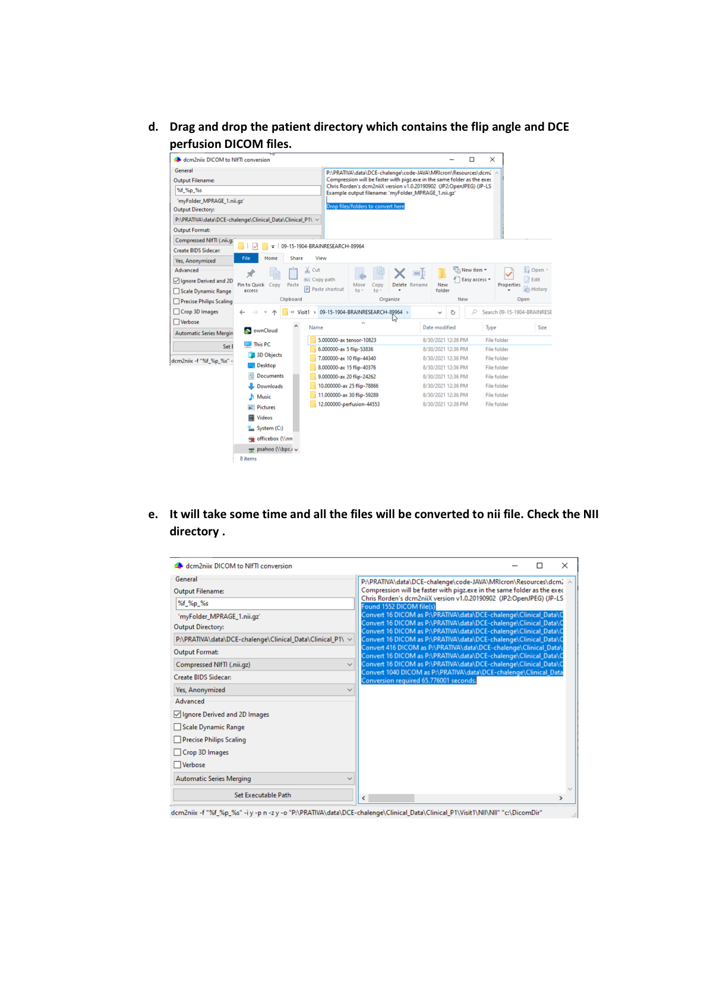 d. Drag and drop the patient directory which contains the flip angle and DCE
perfusion DICOM files.
dcm2niix DICOM to NIfTI conversion
General
Output Filename:
%f_%p_%s
'myFolder_MPRAGE_1.nii.gz'
Output Directory:
P:\PRATIVA\data\DCE-chalenge\Clinical_Data\Clinical_P1\
Output Format:
Compressed NIfTI (.nii.gz
Create BIDS Sidecar:
Yes, Anonymized
Advanced
Ignore Derived and 2D
Scale Dynamic Range
Precise Philips Scaling
Crop 3D Images
Verbose
Automatic Series Mergin
Set E
dcm2niix -f "%f_%p_%s" -
P:\PRATIVA\data\DCE-chalenge\code-JAVA\MRIcron\Resources\dcm2
Compression will be faster with pigz.exe in the same folder as the exec
Chris Rorden's dcm2niiX version v1.0.20190902 (JP2:OpenJPEG) (JP-LS
Example output filename: 'myFolder_MPRAGE_1.nii.gz'
Drop files/folders to convert here
09-15-1904-BRAINRESEARCH-89964
File Home Share View
Pin to Quick access
Copy
Paste
Cut
Copy path
Paste shortcut
Move to
Copy to
Delete
Rename
New folder
New item
Easy access
Properties
Open
Edit
History
Clipboard Organize New Open
« Visit1 › 09-15-1904-BRAINRESEARCH-89964 ›
Search 09-15-1904-BRAINRESE
ownCloud
This PC
3D Objects
Desktop
Documents
Downloads
Music
Pictures
Videos
System (C:)
officebox (\\nn
psahoo (\\bpc.i
8 items
Name Date modified Type Size
5.000000-ax tensor-10823 8/30/2021 12:36 PM File folder
6.000000-ax 5 flip-53836 8/30/2021 12:36 PM File folder
7.000000-ax 10 flip-44340 8/30/2021 12:36 PM File folder
8.000000-ax 15 flip-40376 8/30/2021 12:36 PM File folder
9.000000-ax 20 flip-24262 8/30/2021 12:36 PM File folder
10.000000-ax 25 flip-78866 8/30/2021 12:36 PM File folder
11.000000-ax 30 flip-59289 8/30/2021 12:36 PM File folder
12.000000-perfusion-44553 8/30/2021 12:36 PM File folder
e. It will take some time and all the files will be converted to nii file. Check the NII
directory .
dcm2niix DICOM to NIfTI conversion
General
Output Filename:
%f_%p_%s
'myFolder_MPRAGE_1.nii.gz'
Output Directory:
P:\PRATIVA\data\DCE-chalenge\Clinical_Data\Clinical_P1\
Output Format:
Compressed NIfTI (.nii.gz)
Create BIDS Sidecar:
Yes, Anonymized
Advanced
Ignore Derived and 2D Images
Scale Dynamic Range
Precise Philips Scaling
Crop 3D Images
Verbose
Automatic Series Merging
Set Executable Path
P:\PRATIVA\data\DCE-chalenge\code-JAVA\MRIcron\Resources\dcm2
Compression will be faster with pigz.exe in the same folder as the exec
Chris Rorden's dcm2niiX version v1.0.20190902 (JP2:OpenJPEG) (JP-LS
Found 1552 DICOM file(s)
Convert 16 DICOM as P:\PRATIVA\data\DCE-chalenge\Clinical_Data\C
Convert 16 DICOM as P:\PRATIVA\data\DCE-chalenge\Clinical_Data\C
Convert 16 DICOM as P:\PRATIVA\data\DCE-chalenge\Clinical_Data\C
Convert 16 DICOM as P:\PRATIVA\data\DCE-chalenge\Clinical_Data\C
Convert 416 DICOM as P:\PRATIVA\data\DCE-chalenge\Clinical_Data\
Convert 16 DICOM as P:\PRATIVA\data\DCE-chalenge\Clinical_Data\C
Convert 16 DICOM as P:\PRATIVA\data\DCE-chalenge\Clinical_Data\C
Convert 1040 DICOM as P:\PRATIVA\data\DCE-chalenge\Clinical_Data
Conversion required 65.776001 seconds.
dcm2niix -f "%f_%p_%s" -i y -p n -z y -o "P:\PRATIVA\data\DCE-chalenge\Clinical_Data\Clinical_P1\Visit1\NII\NII" "c:\DicomDir"